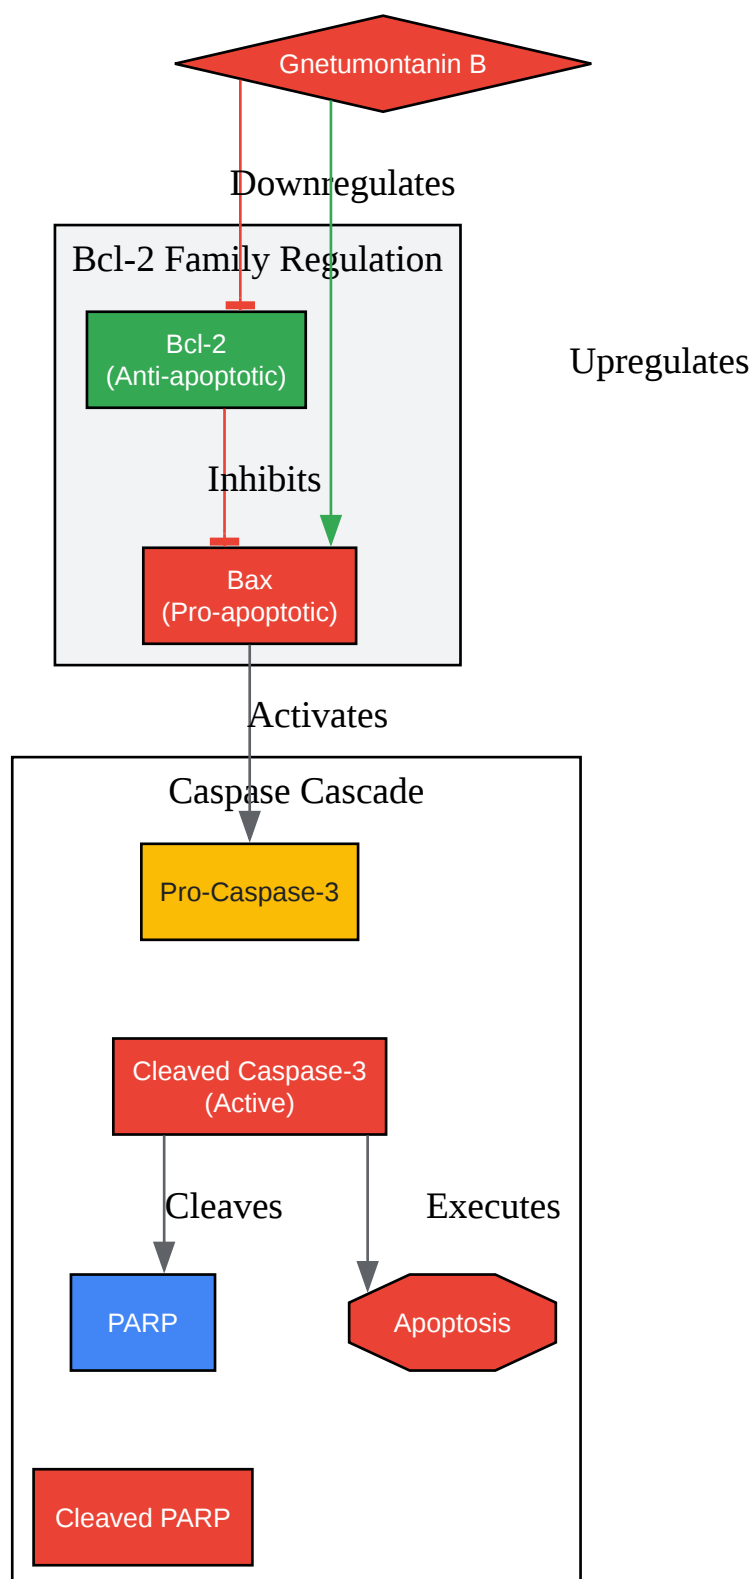 Gnetumontanin B
Downregulates
Bcl-2 Family Regulation
Bcl-2
(Anti-apoptotic)
Upregulates
Inhibits
Bax
(Pro-apoptotic)
Activates
Caspase Cascade
Pro-Caspase-3
Cleaved Caspase-3
(Active)
Cleaves
Executes
PARP
Apoptosis
Cleaved PARP